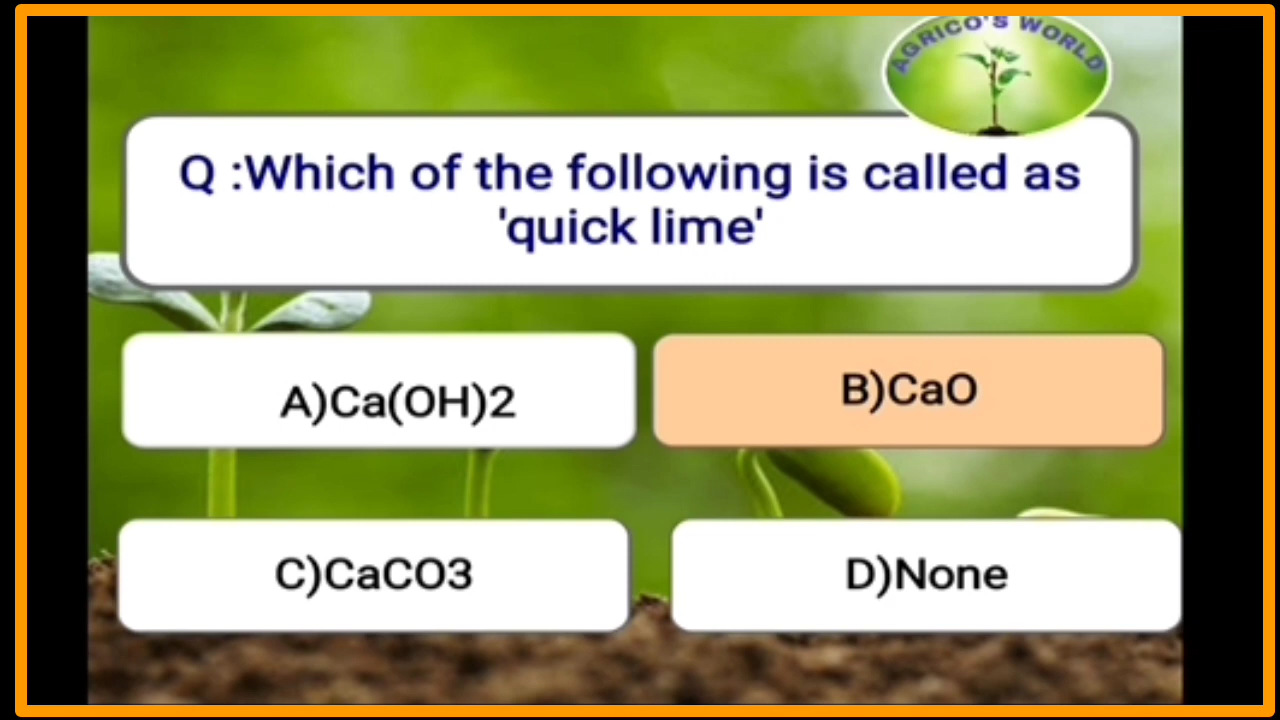 AGRICO'S WORLD
Q :Which of the following is called as
'quick lime'
A)Ca(OH)2
B)CaO
C)CaCO3
D)None